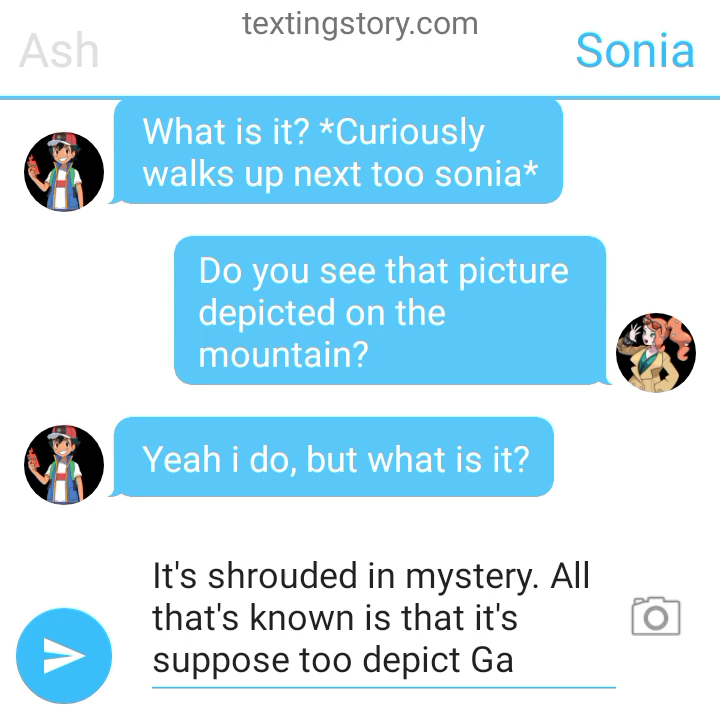 textingstory.com
Ash
Sonia
What is it? *Curiously
walks up next too sonia*
Do you see that picture
depicted on the
mountain?
Yeah i do, but what is it?
It's shrouded in mystery. All
that's known is that it's
suppose too depict Ga